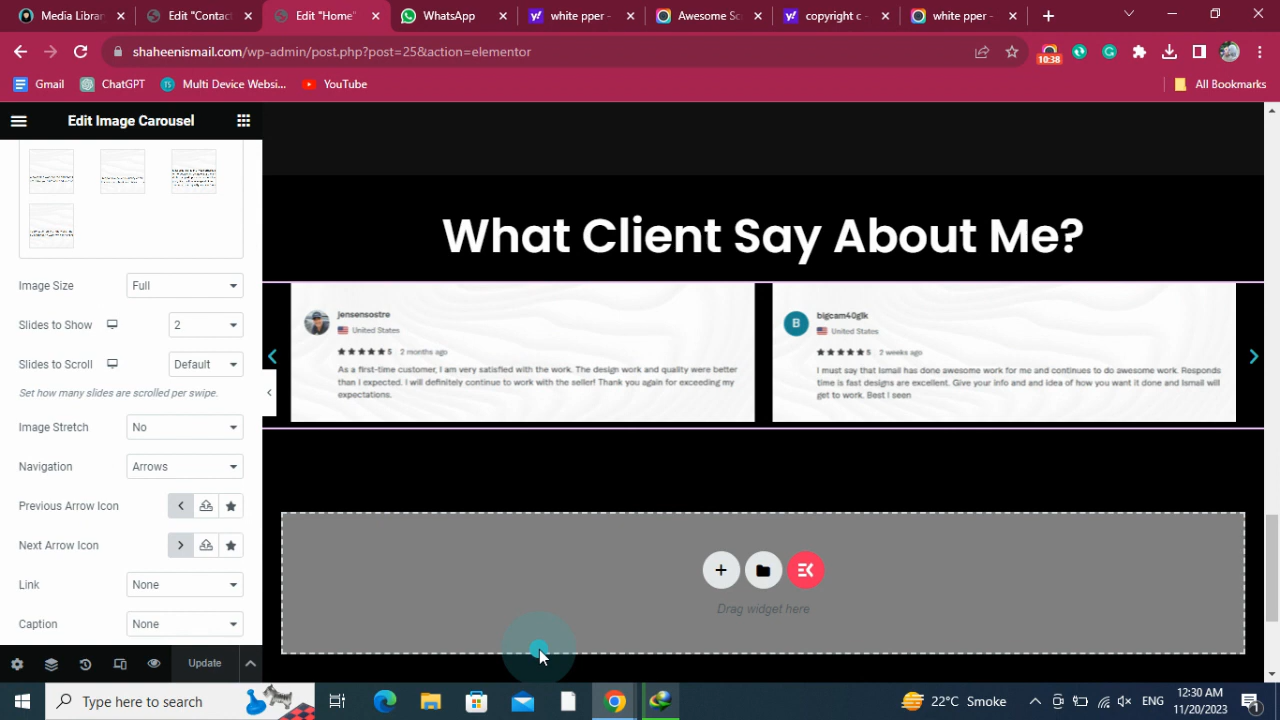 Media Librar
Edit "Contact
Edit "Home"
WhatsApp
white pper -
Awesome Sc
copyright c -
white pper -
shaheenismail.com/wp-admin/post.php?post=25&action=elementor
10:38
Gmail
ChatGPT
Multi Device Websi...
YouTube
All Bookmarks
Edit Image Carousel
Image Size
Full
Slides to Show
2
Slides to Scroll
Default
Set how many slides are scrolled per swipe.
Image Stretch
No
Navigation
Arrows
Previous Arrow Icon
Next Arrow Icon
Link
None
Caption
None
Update
What Client Say About Me?
jensensostre
United States
★★★★★ 5 2 months ago
As a first-time customer, I am very satisfied with the work. The design work and quality were better
than I expected. I will definitely continue to work with the seller! Thank you again for exceeding my
expectations.
B
bigcam40glk
United States
★★★★★ 5 2 weeks ago
I must say that Ismail has done awesome work for me and continues to do awesome work. Responds
time is fast designs are excellent. Give your info and and idea of how you want it done and Ismail will
get to work. Best I seen
Drag widget here
Type here to search
22°C Smoke
ENG
12:30 AM
11/20/2023
1